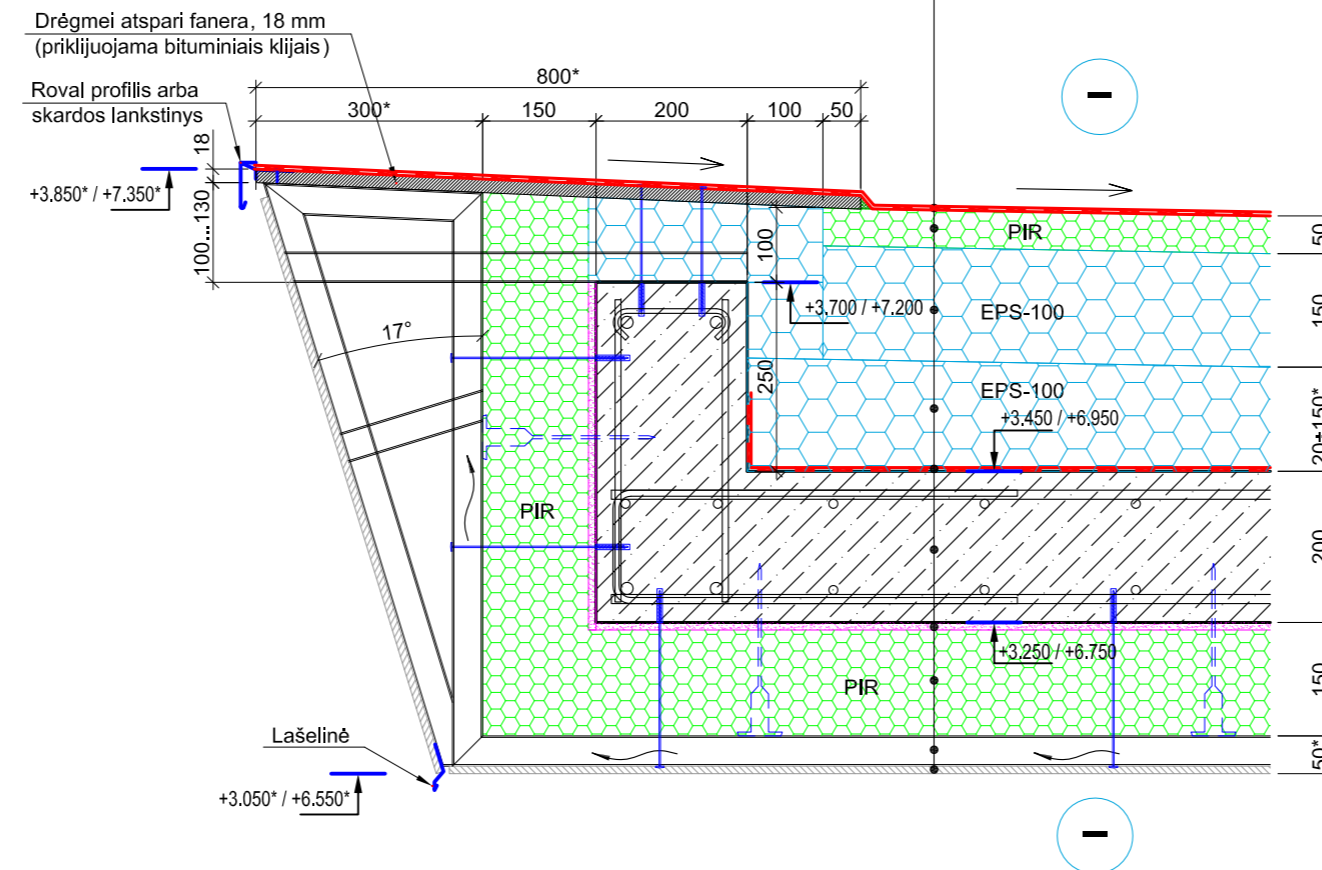 Drėgmei atspari fanera, 18 mm
(priklijuojama bituminiais klijais)
Roval profilis arba
skardos lankstinys
800*
300*
150
200
100
50
18
+3.850* / +7.350*
100...130
PIR
50
100
+3.700 / +7.200
EPS-100
150
17°
250
EPS-100
+3.450 / +6.950
20±150*
PIR
200
+3.250 / +6.750
PIR
150
Lašelinė
50*
+3.050* / +6.550*